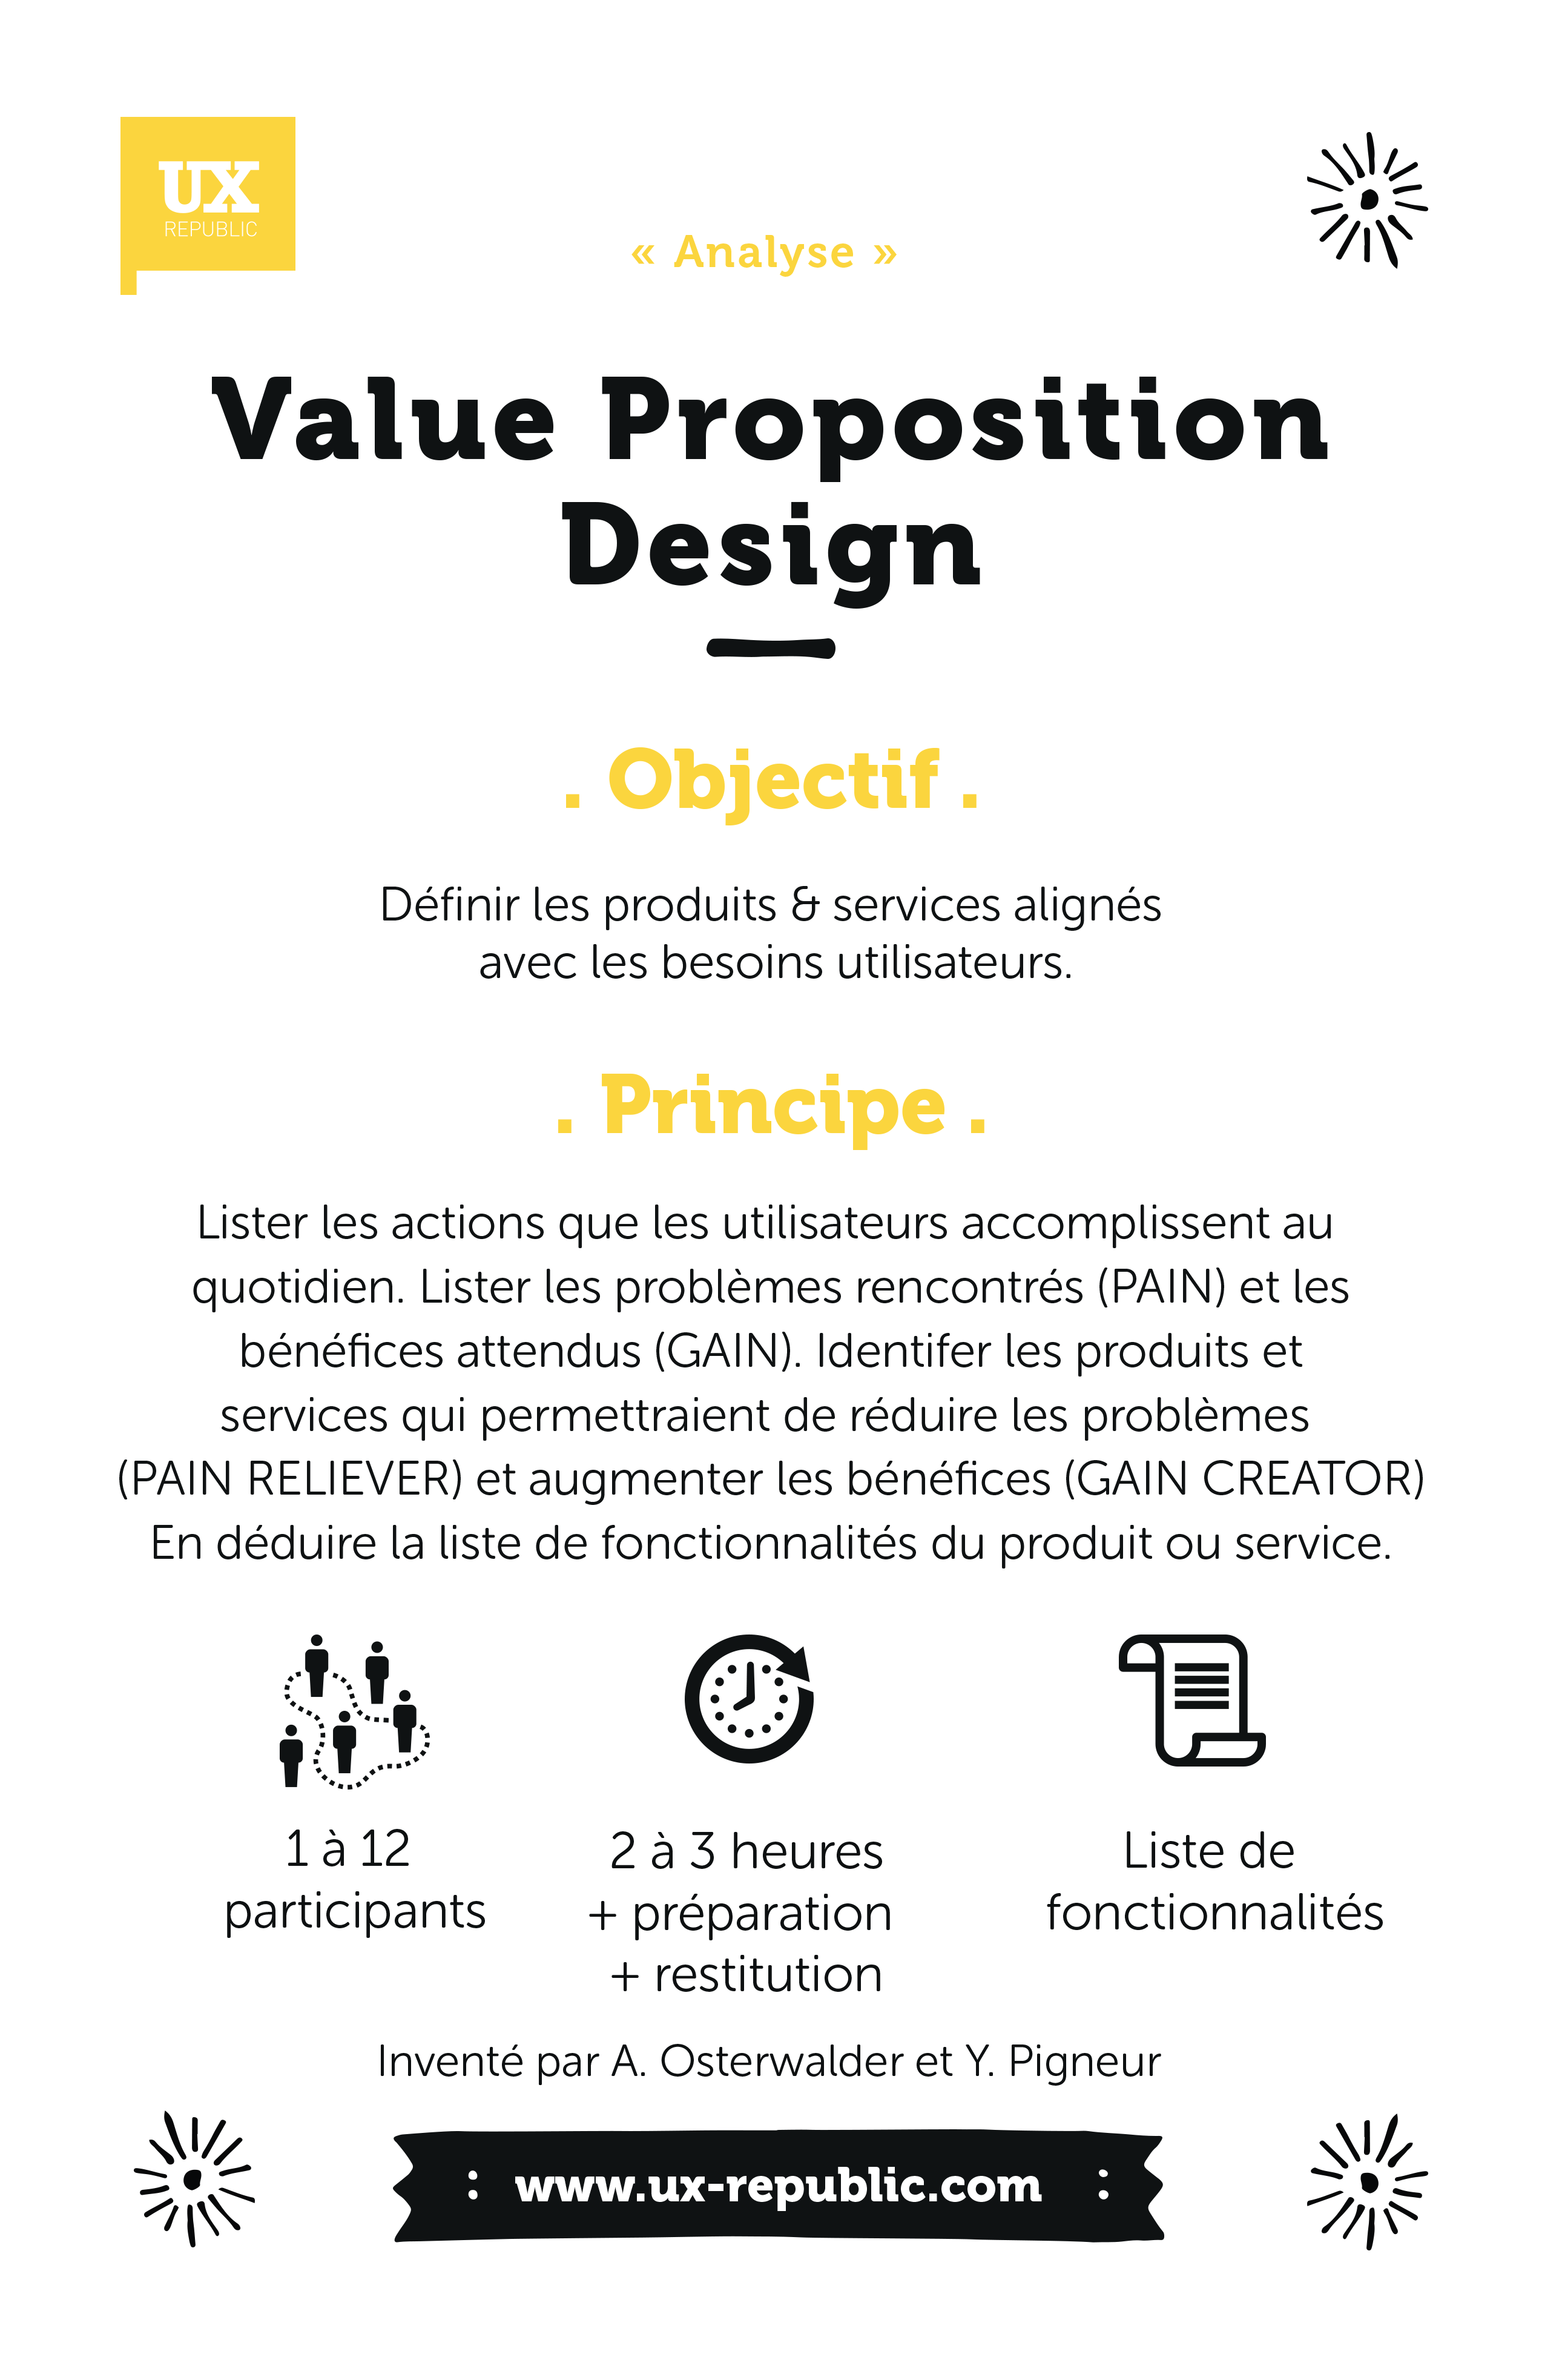 UX
REPUBLIC
« Analyse »
Value Proposition
Design
. Objectif .
Définir les produits & services alignés
avec les besoins utilisateurs.
. Principe .
Lister les actions que les utilisateurs accomplissent au
quotidien. Lister les problèmes rencontrés (PAIN) et les
bénéfices attendus (GAIN). Identifer les produits et
services qui permettraient de réduire les problèmes
(PAIN RELIEVER) et augmenter les bénéfices (GAIN CREATOR)
En déduire la liste de fonctionnalités du produit ou service.
1 à 12
participants
2 à 3 heures
+ préparation
+ restitution
Liste de
fonctionnalités
Inventé par A. Osterwalder et Y. Pigneur
: www.ux-republic.com :